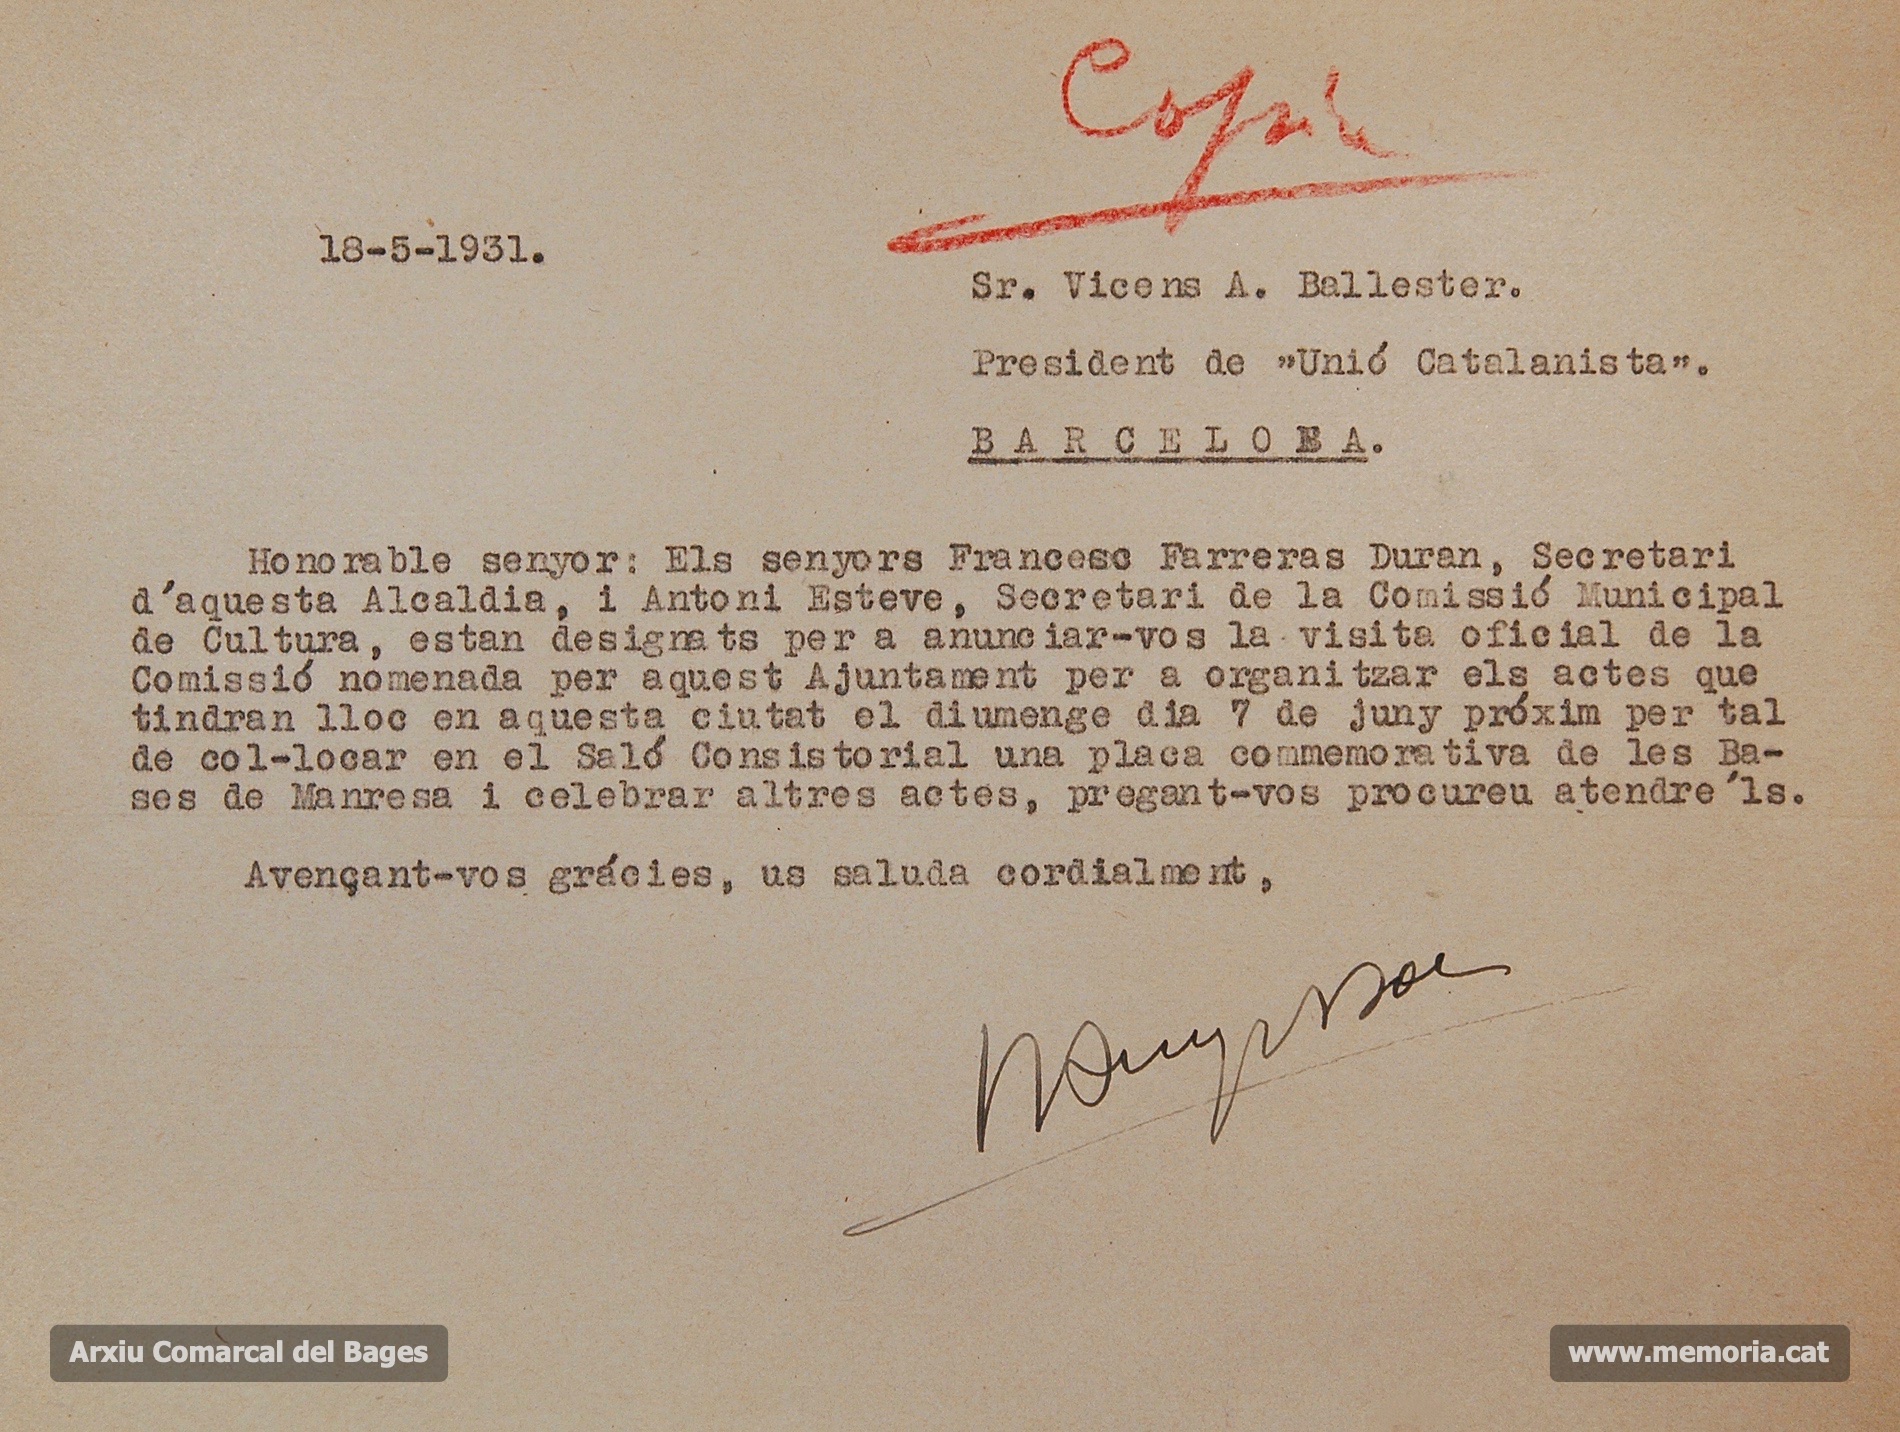 Copia
18-5-1931.
Sr. Vicens A. Ballester.
President de "Unió Catalanista".
B A R C E L O N A.
Honorable senyor: Els senyors Francesc Farreras Duran, Secretari
d'aquesta Alcaldia, i Antoni Esteve, Secretari de la Comissió Municipal
de Cultura, estan designats per a anunciar-vos la visita oficial de la
Comissió nomenada per aquest Ajuntament per a organitzar els actes que
tindran lloc en aquesta ciutat el diumenge dia 7 de juny próxim per tal
de col-locar en el Saló Consistorial una placa commemorativa de les Ba-
ses de Manresa i celebrar altres actes, pregant-vos procureu atendre'ls.
Avençant-vos grácies, us saluda cordialment,
Arxiu Comarcal del Bages
www.memoria.cat